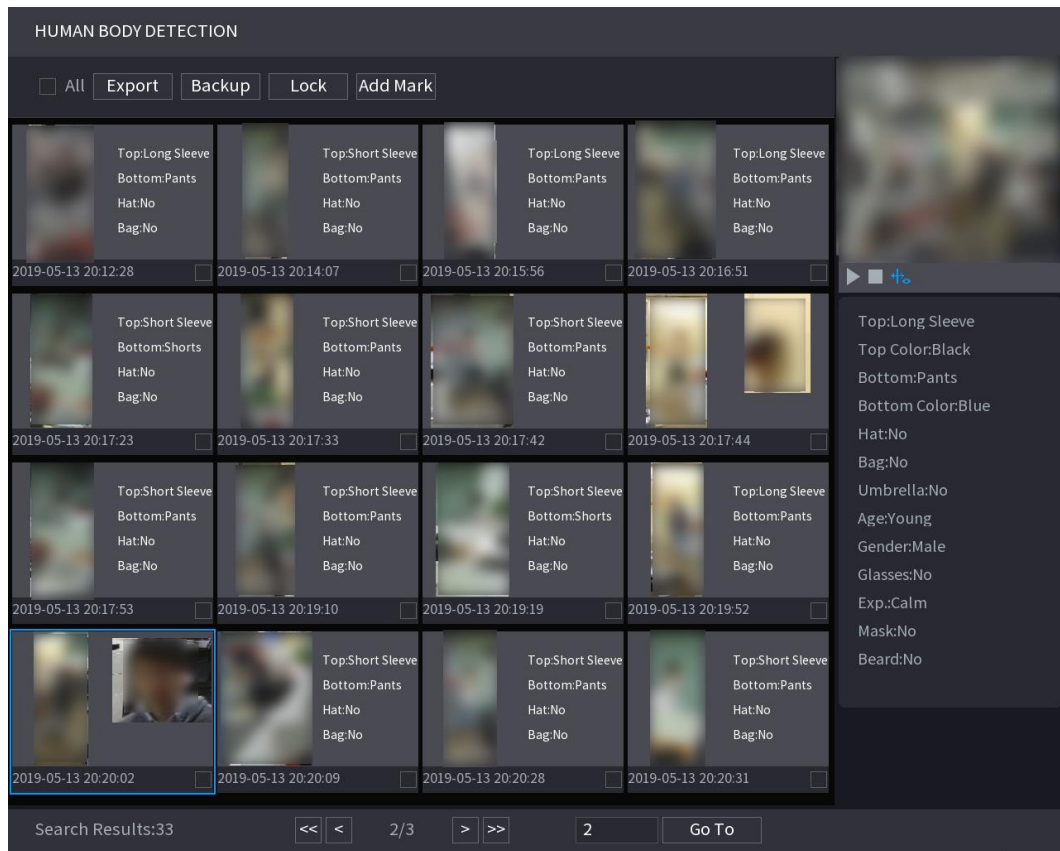 HUMAN BODY DETECTION
All Export Backup Lock Add Mark
Top:Long Sleeve
Bottom:Pants
Hat:No
Bag:No
2019-05-13 20:12:28
Top:Short Sleeve
Bottom:Pants
Hat:No
Bag:No
2019-05-13 20:14:07
Top:Long Sleeve
Bottom:Pants
Hat:No
Bag:No
2019-05-13 20:15:56
Top:Long Sleeve
Bottom:Pants
Hat:No
Bag:No
2019-05-13 20:16:51
Top:Short Sleeve
Bottom:Shorts
Hat:No
Bag:No
2019-05-13 20:17:23
Top:Short Sleeve
Bottom:Pants
Hat:No
Bag:No
2019-05-13 20:17:33
Top:Short Sleeve
Bottom:Pants
Hat:No
Bag:No
2019-05-13 20:17:42
2019-05-13 20:17:44
Top:Short Sleeve
Bottom:Pants
Hat:No
Bag:No
2019-05-13 20:17:53
Top:Short Sleeve
Bottom:Pants
Hat:No
Bag:No
2019-05-13 20:19:10
Top:Short Sleeve
Bottom:Shorts
Hat:No
Bag:No
2019-05-13 20:19:19
Top:Long Sleeve
Bottom:Pants
Hat:No
Bag:No
2019-05-13 20:19:52
2019-05-13 20:20:02
Top:Short Sleeve
Bottom:Pants
Hat:No
Bag:No
2019-05-13 20:20:09
Top:Short Sleeve
Bottom:Pants
Hat:No
Bag:No
2019-05-13 20:20:28
Top:Short Sleeve
Bottom:Pants
Hat:No
Bag:No
2019-05-13 20:20:31
Top:Long Sleeve
Top Color:Black
Bottom:Pants
Bottom Color:Blue
Hat:No
Bag:No
Umbrella:No
Age:Young
Gender:Male
Glasses:No
Exp.:Calm
Mask:No
Beard:No
Search Results:33 << < 2/3 > >> 2 Go To